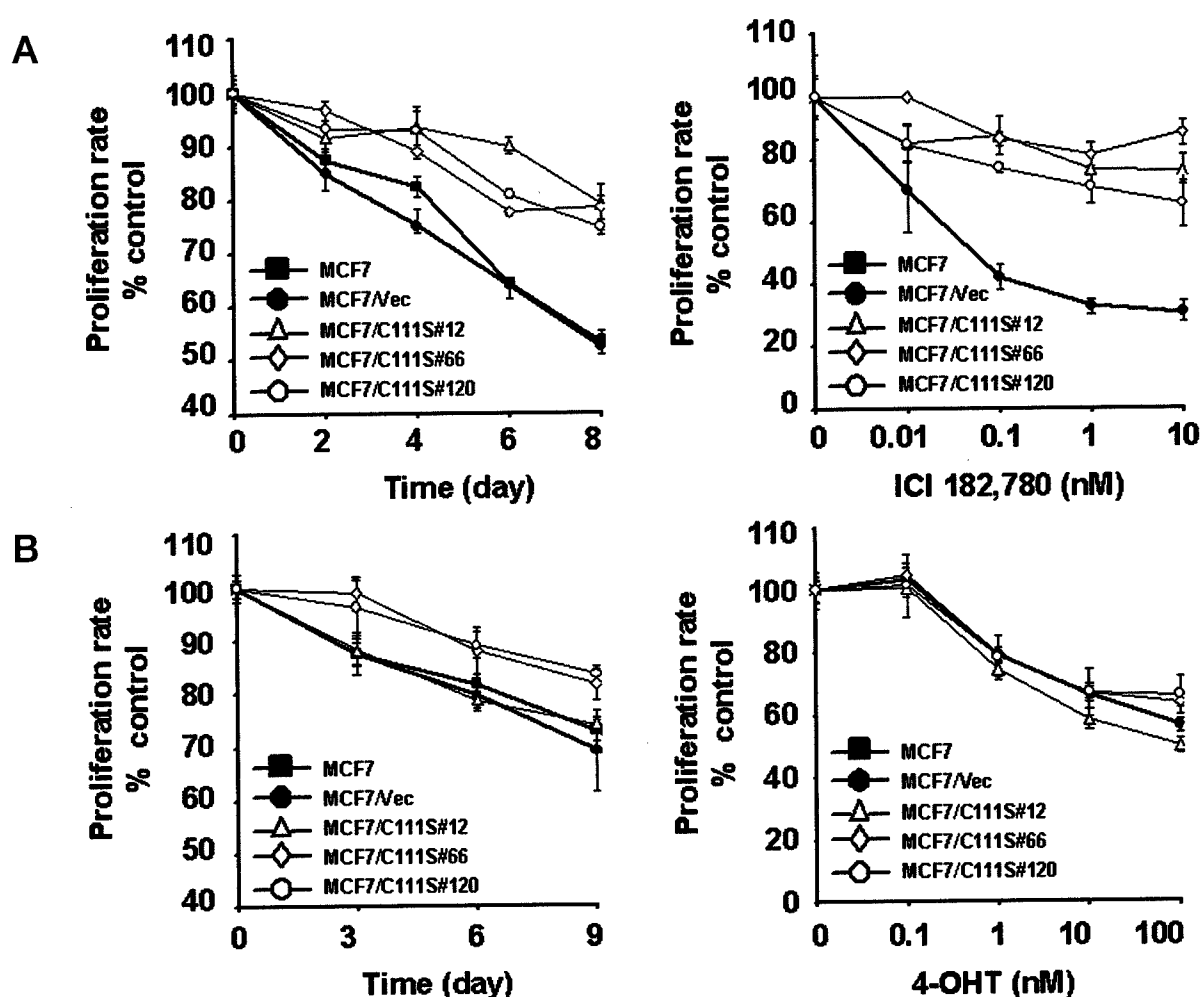 A
110
100
90
80
70
60
50
40
Proliferation rate
% control
MCF7
MCF7/Vec
MCF7/C111S#12
MCF7/C111S#66
MCF7/C111S#120
0 2 4 6 8
Time (day)
110
100
80
60
40
20
0
Proliferation rate
% control
MCF7
MCF7/Vec
MCF7/C111S#12
MCF7/C111S#66
MCF7/C111S#120
0 0.01 0.1 1 10
ICI 182,780 (nM)
B
110
100
90
80
70
60
50
40
Proliferation rate
% control
MCF7
MCF7/Vec
MCF7/C111S#12
MCF7/C111S#66
MCF7/C111S#120
0 3 6 9
Time (day)
110
100
80
60
40
20
0
Proliferation rate
% control
MCF7
MCF7/Vec
MCF7/C111S#12
MCF7/C111S#66
MCF7/C111S#120
0 0.1 1 10 100
4-OHT (nM)